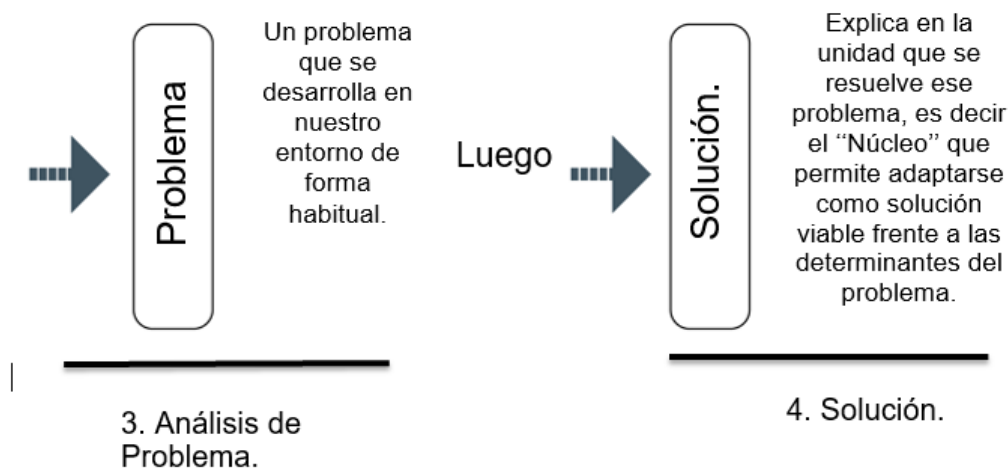 Problema
Un problema
que se
desarrolla en
nuestro
entorno de
forma
habitual.
3. Análisis de
Problema.
Luego
Solución.
Explica en la
unidad que se
resuelve ese
problema, es decir
el “Núcleo” que
permite adaptarse
como solución
viable frente a las
determinantes del
problema.
4. Solución.